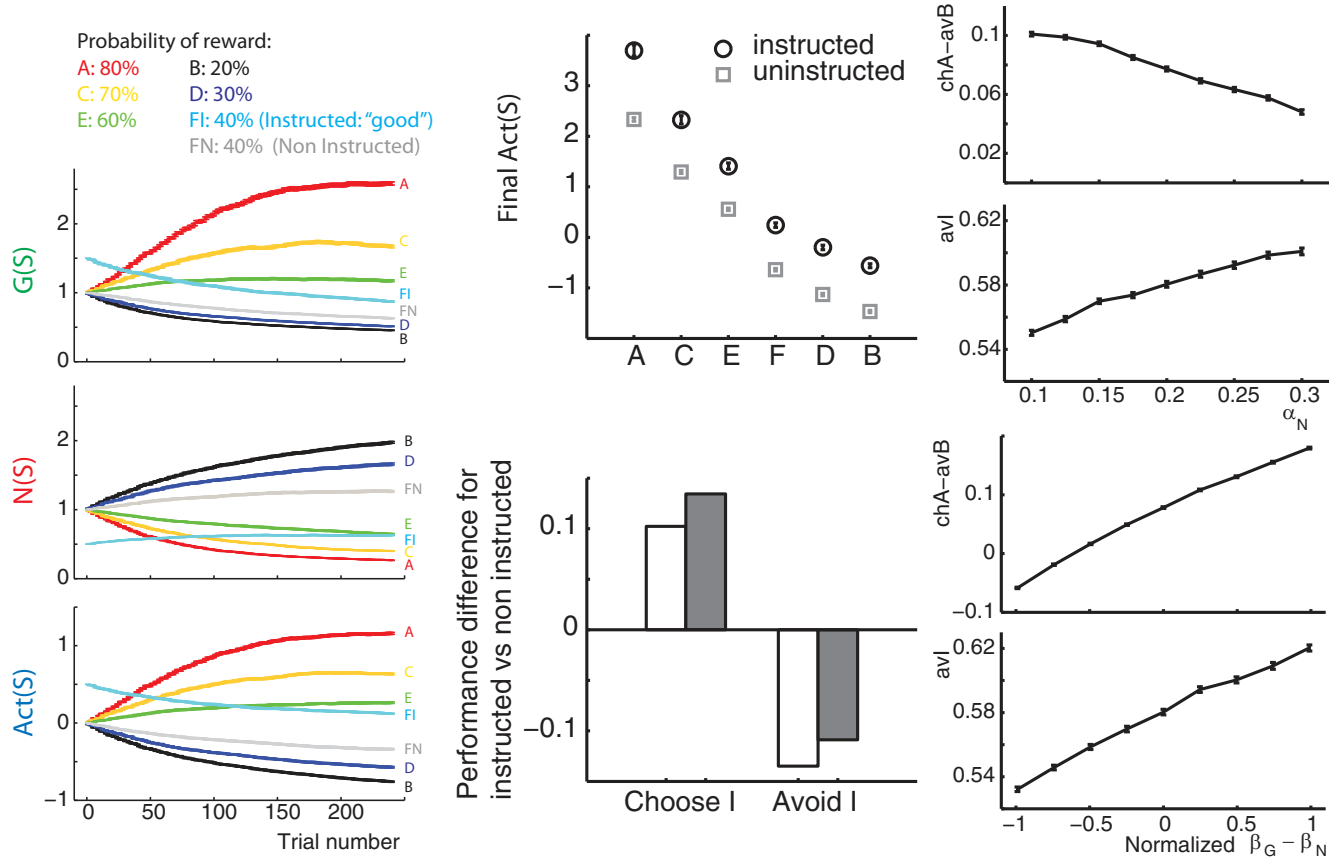 Probability of reward:
A: 80%
B: 20%
C: 70%
D: 30%
E: 60%
FI: 40% (Instructed: “good”)
FN: 40% (Non Instructed)
G(S)
2
1
0
A
C
E
FI
FN
D
B
N(S)
2
1
0
B
D
FN
E
FI
C
A
Act(S)
1
0
−1
A
C
E
FI
FN
D
B
0
50
100
150
200
Trial number
Final Act(S)
3
2
1
0
−1
instructed
uninstructed
A
C
E
F
D
B
Performance difference for
instructed vs non instructed
0.1
0
−0.1
Choose I
Avoid I
chA−avB
0.1
0.06
0.02
avI
0.62
0.58
0.54
0.1
0.15
0.2
0.25
0.3
αN
chA−avB
0.1
0
−0.1
avI
0.62
0.58
0.54
−1
−0.5
0
0.5
1
Normalized βG − βN